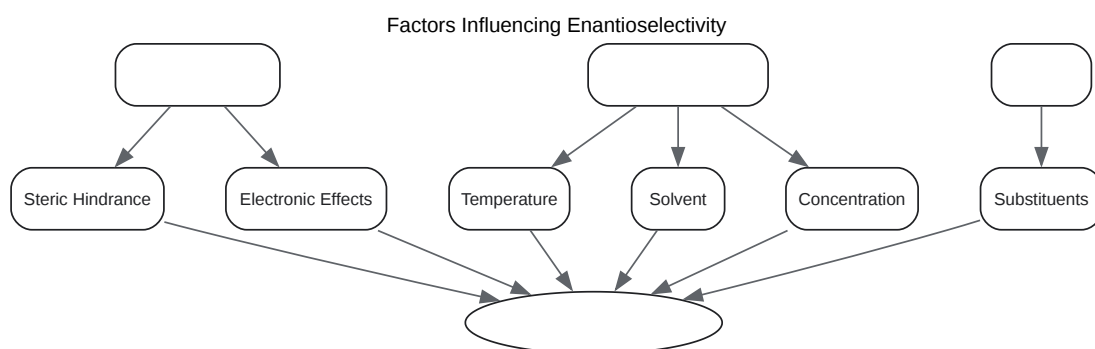 Factors Influencing Enantioselectivity
Steric Hindrance
Electronic Effects
Temperature
Solvent
Concentration
Substituents